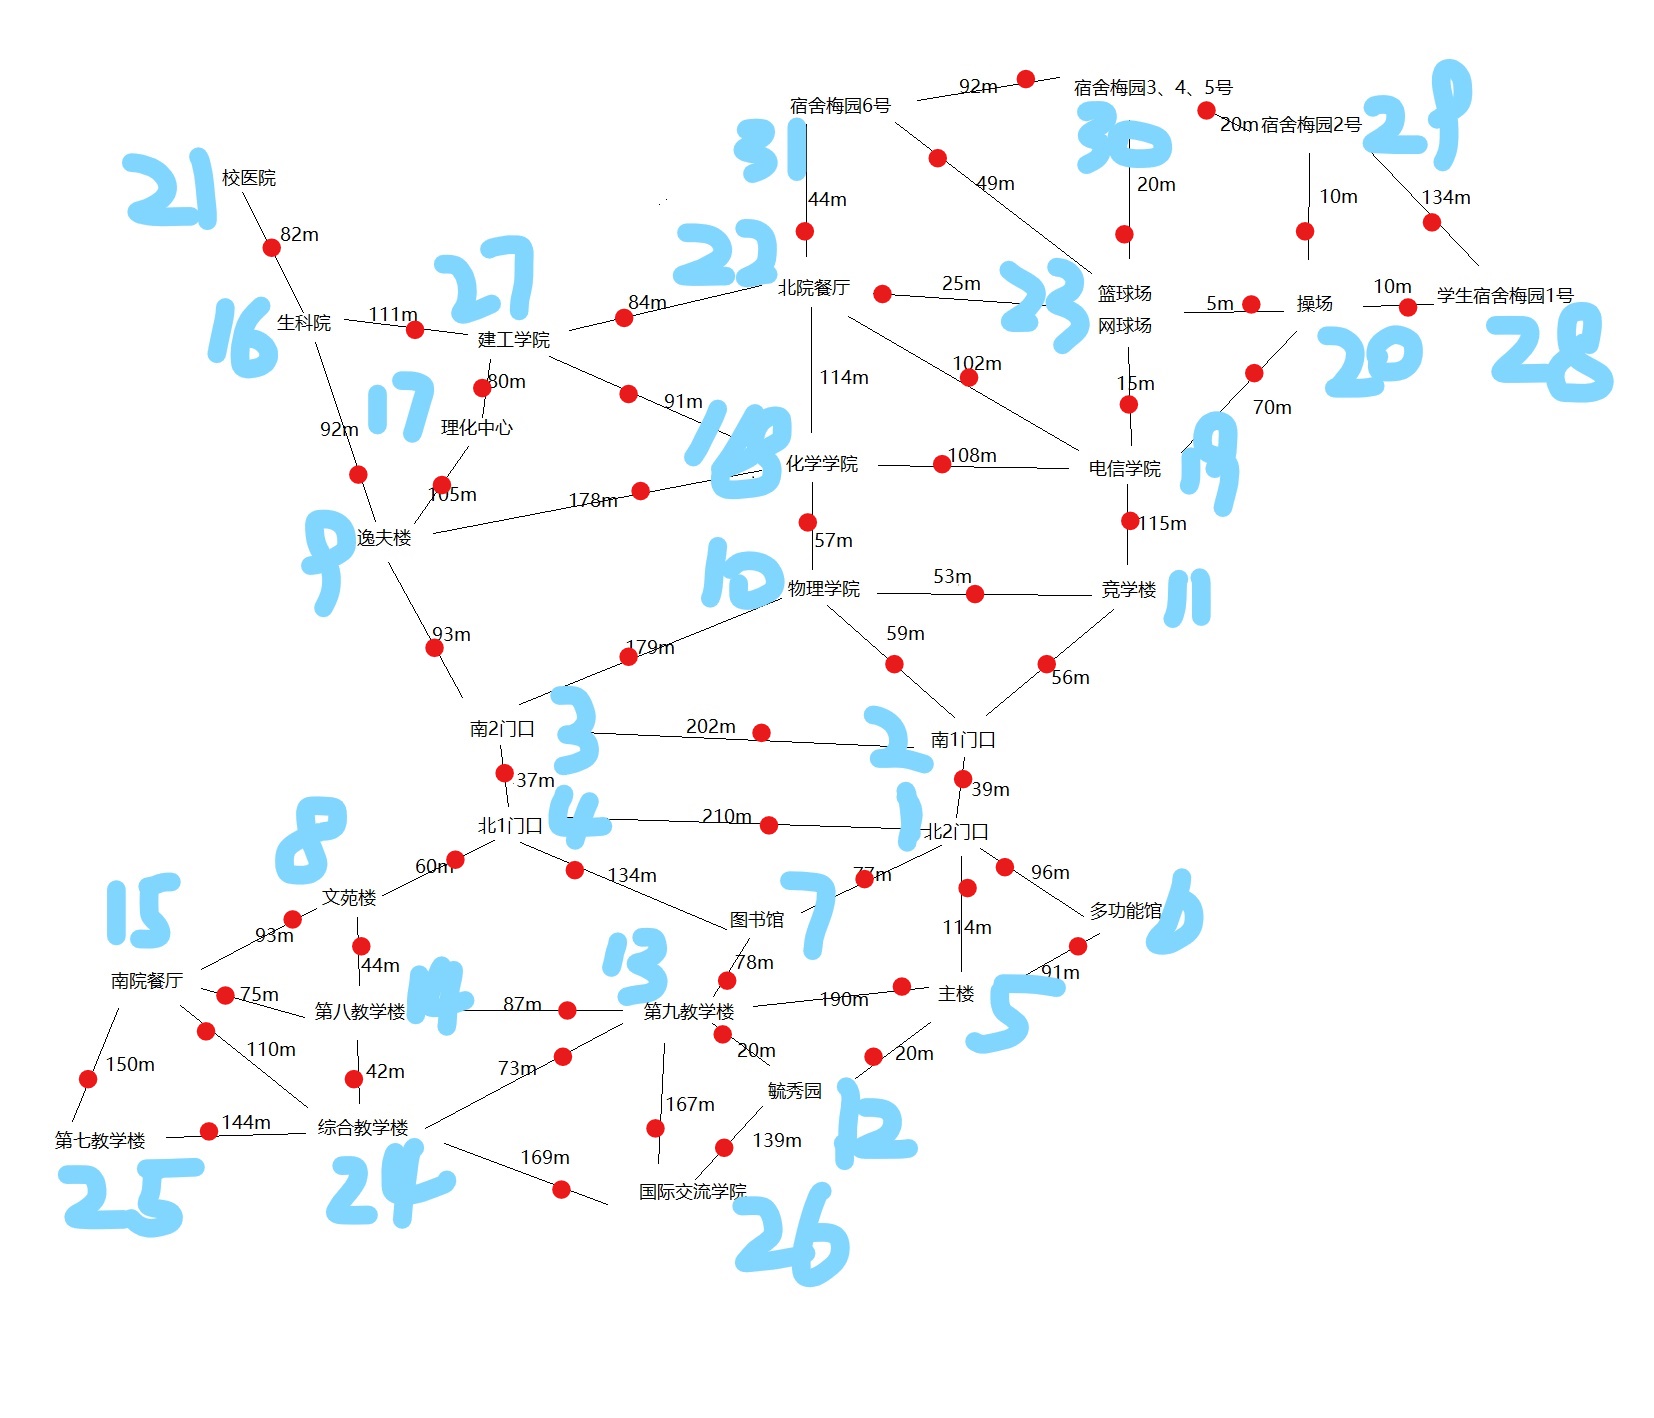 92m
宿舍梅园3、4、5号
宿舍梅园6号
20m
宿舍梅园2号
29
31
30
21
校医院
44m
49m
20m
10m
134m
82m
27
22
北院餐厅
25m
23
篮球场
网球场
5m
操场
10m
学生宿舍梅园1号
16
生科院
111m
建工学院
84m
20
28
114m
102m
15m
70m
17
80m
91m
92m
理化中心
18
化学学院
108m
电信学院
19
105m
178m
9
逸夫楼
57m
115m
10
物理学院
53m
竞学楼
11
93m
179m
59m
56m
南2门口
3
202m
2
南1门口
37m
39m
北1门口
4
210m
1
北2门口
8
60m
134m
77m
96m
文苑楼
图书馆
7
多功能馆
6
15
93m
44m
13
78m
114m
91m
南院餐厅
75m
第八教学楼
14
87m
第九教学楼
190m
主楼
5
110m
20m
20m
150m
42m
73m
毓秀园
12
167m
第七教学楼
144m
综合教学楼
139m
25
24
169m
国际交流学院
26